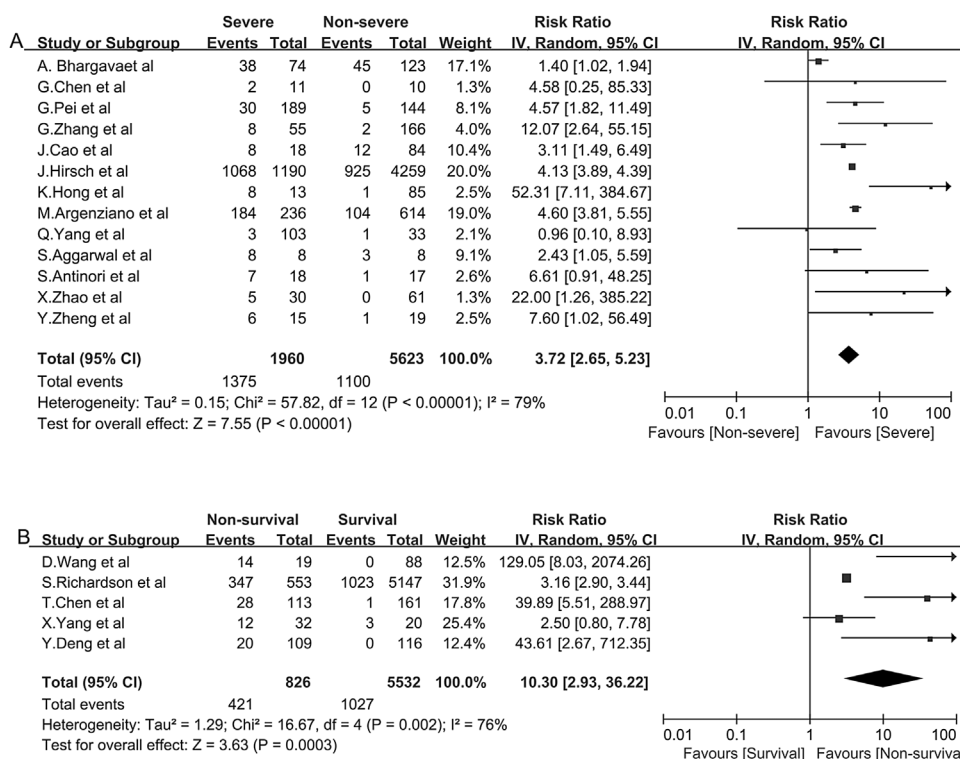 Severe Non-severe Risk Ratio Risk Ratio
A Study or Subgroup Events Total Events Total Weight IV, Random, 95% CI IV, Random, 95% CI
A. Bhargavaet al 38 74 45 123 17.1% 1.40 [1.02, 1.94]
G.Chen et al 2 11 0 10 1.3% 4.58 [0.25, 85.33]
G.Pei et al 30 189 5 144 8.1% 4.57 [1.82, 11.49]
G.Zhang et al 8 55 2 166 4.0% 12.07 [2.64, 55.15]
J.Cao et al 8 18 12 84 10.4% 3.11 [1.49, 6.49]
J.Hirsch et al 1068 1190 925 4259 20.0% 4.13 [3.89, 4.39]
K.Hong et al 8 13 1 85 2.5% 52.31 [7.11, 384.67]
M.Argenziano et al 184 236 104 614 19.0% 4.60 [3.81, 5.55]
Q.Yang et al 3 103 1 33 2.1% 0.96 [0.10, 8.93]
S.Aggarwal et al 8 8 3 8 9.1% 2.43 [1.05, 5.59]
S.Antinori et al 7 18 1 17 2.6% 6.61 [0.91, 48.25]
X.Zhao et al 5 30 0 61 1.3% 22.00 [1.26, 385.22]
Y.Zheng et al 6 15 1 19 2.5% 7.60 [1.02, 56.49]
Total (95% CI) 1960 5623 100.0% 3.72 [2.65, 5.23]
Total events 1375 1100
Heterogeneity: Tau² = 0.15; Chi² = 57.82, df = 12 (P < 0.00001); I² = 79%
Test for overall effect: Z = 7.55 (P < 0.00001)
0.01 0.1 1 10 100
Favours [Non-severe] Favours [Severe]
Non-survival Survival Risk Ratio Risk Ratio
B Study or Subgroup Events Total Events Total Weight IV, Random, 95% CI IV, Random, 95% CI
D.Wang et al 14 19 0 88 12.5% 129.05 [8.03, 2074.26]
S.Richardson et al 347 553 1023 5147 31.9% 3.16 [2.90, 3.44]
T.Chen et al 28 113 1 161 17.8% 39.89 [5.51, 288.97]
X.Yang et al 12 32 3 20 25.4% 2.50 [0.80, 7.78]
Y.Deng et al 20 109 0 116 12.4% 43.61 [2.67, 712.35]
Total (95% CI) 826 5532 100.0% 10.30 [2.93, 36.22]
Total events 421 1027
Heterogeneity: Tau² = 1.29; Chi² = 16.67, df = 4 (P = 0.002); I² = 76%
Test for overall effect: Z = 3.63 (P = 0.0003)
0.01 0.1 1 10 100
Favours [Survival] Favours [Non-survival